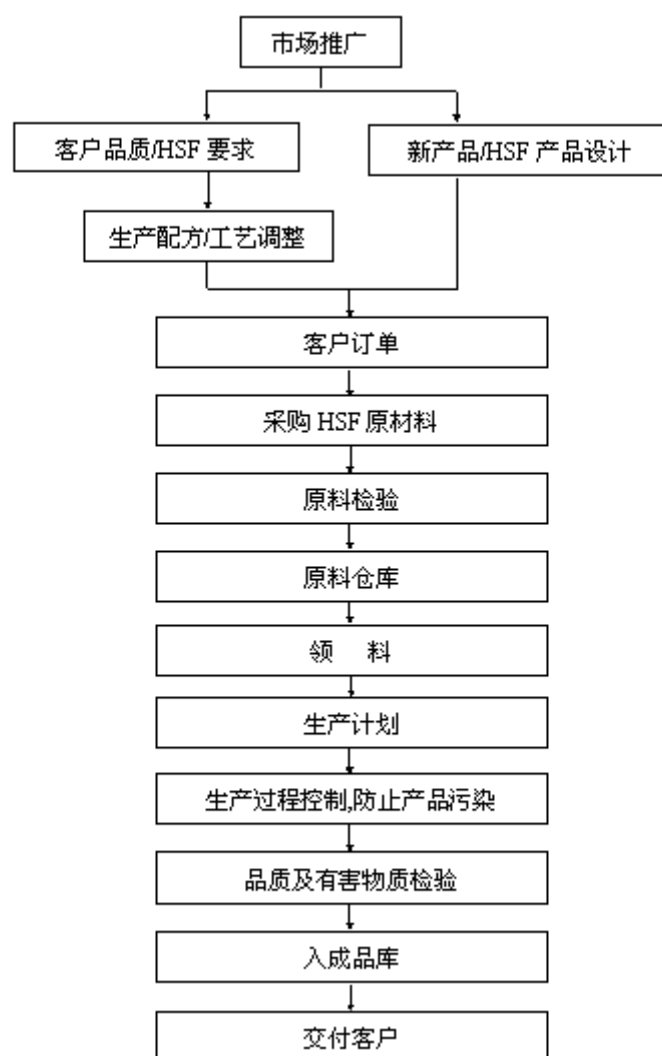 市场推广
客户品质/HSF 要求
新产品/HSF 产品设计
生产配方/工艺调整
客户订单
采购 HSF 原材料
原料检验
原料仓库
领 料
生产计划
生产过程控制,防止产品污染
品质及有害物质检验
入成品库
交付客户